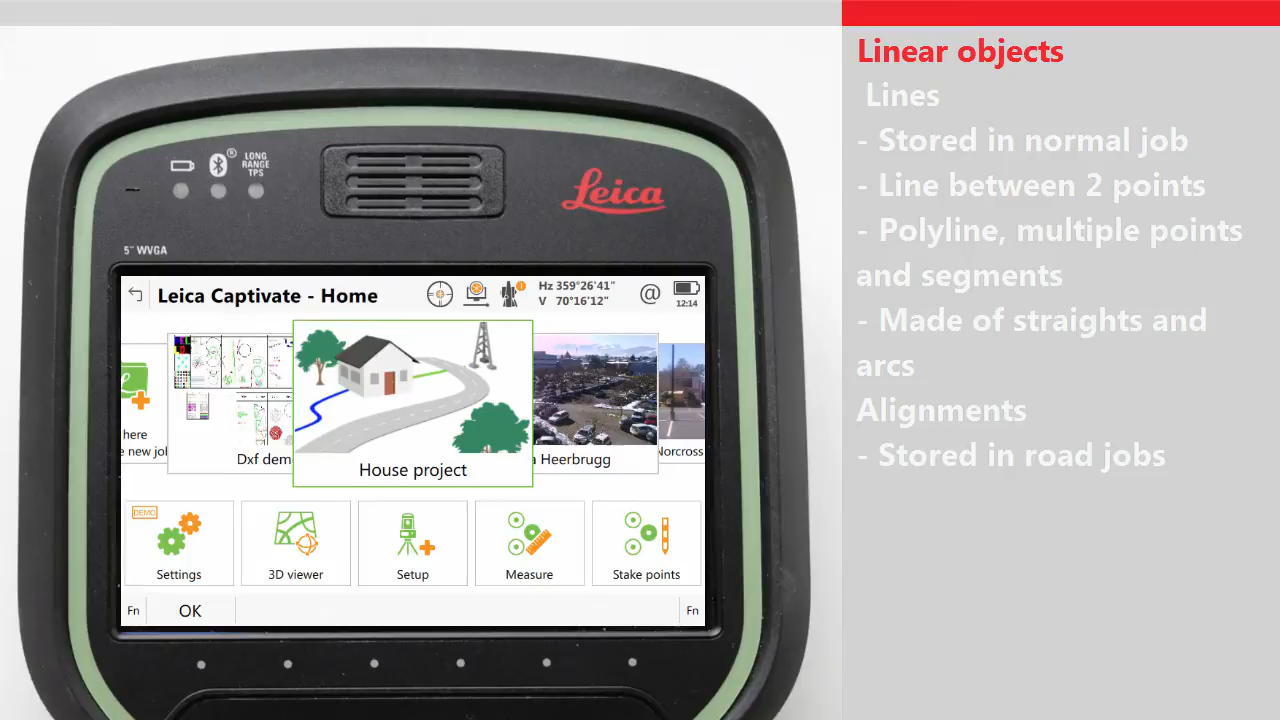 LONG
RANGE
TPS
Leica
5" WVGA
Leica Captivate - Home
Hz 359°26'41"
V 70°16'12"
@
12:14
here
e new jol
Dxf dem
House project
a Heerbrugg
Norcross
DEMO
Settings
3D viewer
Setup
Measure
Stake points
Fn
OK
Fn
Linear objects
Lines
- Stored in normal job
- Line between 2 points
- Polyline, multiple points
and segments
- Made of straights and
arcs
Alignments
- Stored in road jobs